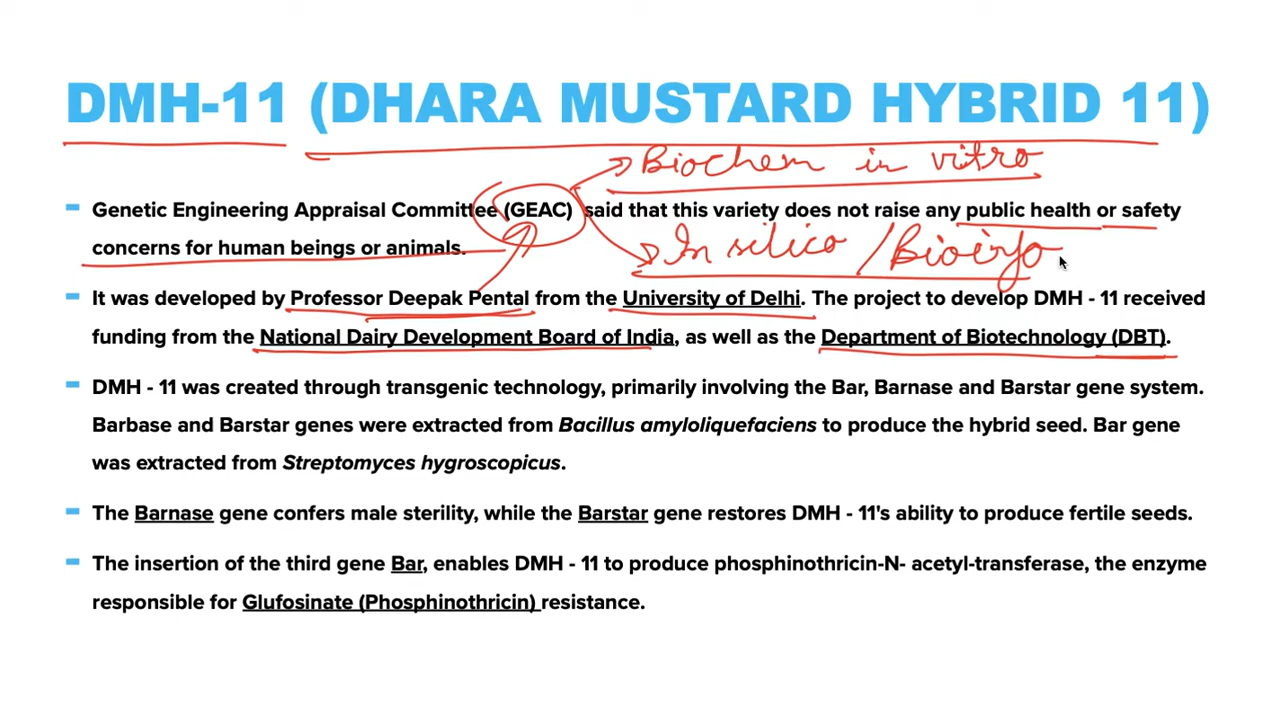 DMH-11 (DHARA MUSTARD HYBRID 11)
Biochem in vitro
Genetic Engineering Appraisal Committee (GEAC) said that this variety does not raise any public health or safety
In silico / Bioinfo
concerns for human beings or animals.
It was developed by Professor Deepak Pental from the University of Delhi. The project to develop DMH - 11 received
funding from the National Dairy Development Board of India, as well as the Department of Biotechnology (DBT).
DMH - 11 was created through transgenic technology, primarily involving the Bar, Barnase and Barstar gene system.
Barbase and Barstar genes were extracted from Bacillus amyloliquefaciens to produce the hybrid seed. Bar gene
was extracted from Streptomyces hygroscopicus.
The Barnase gene confers male sterility, while the Barstar gene restores DMH - 11's ability to produce fertile seeds.
The insertion of the third gene Bar, enables DMH - 11 to produce phosphinothricin-N- acetyl-transferase, the enzyme
responsible for Glufosinate (Phosphinothricin) resistance.